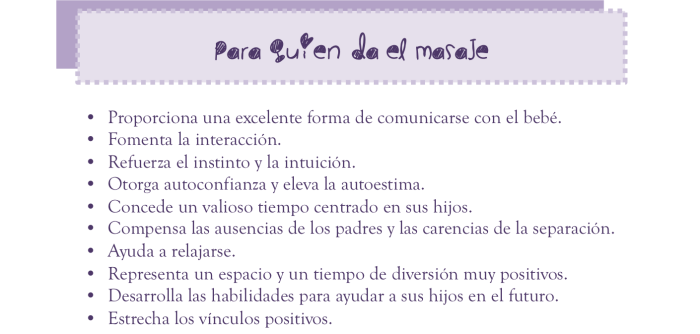 Para Quien da el masaje
• Proporciona una excelente forma de comunicarse con el bebé.
• Fomenta la interacción.
• Refuerza el instinto y la intuición.
• Otorga autoconfianza y eleva la autoestima.
• Concede un valioso tiempo centrado en sus hijos.
• Compensa las ausencias de los padres y las carencias de la separación.
• Ayuda a relajarse.
• Representa un espacio y un tiempo de diversión muy positivos.
• Desarrolla las habilidades para ayudar a sus hijos en el futuro.
• Estrecha los vínculos positivos.